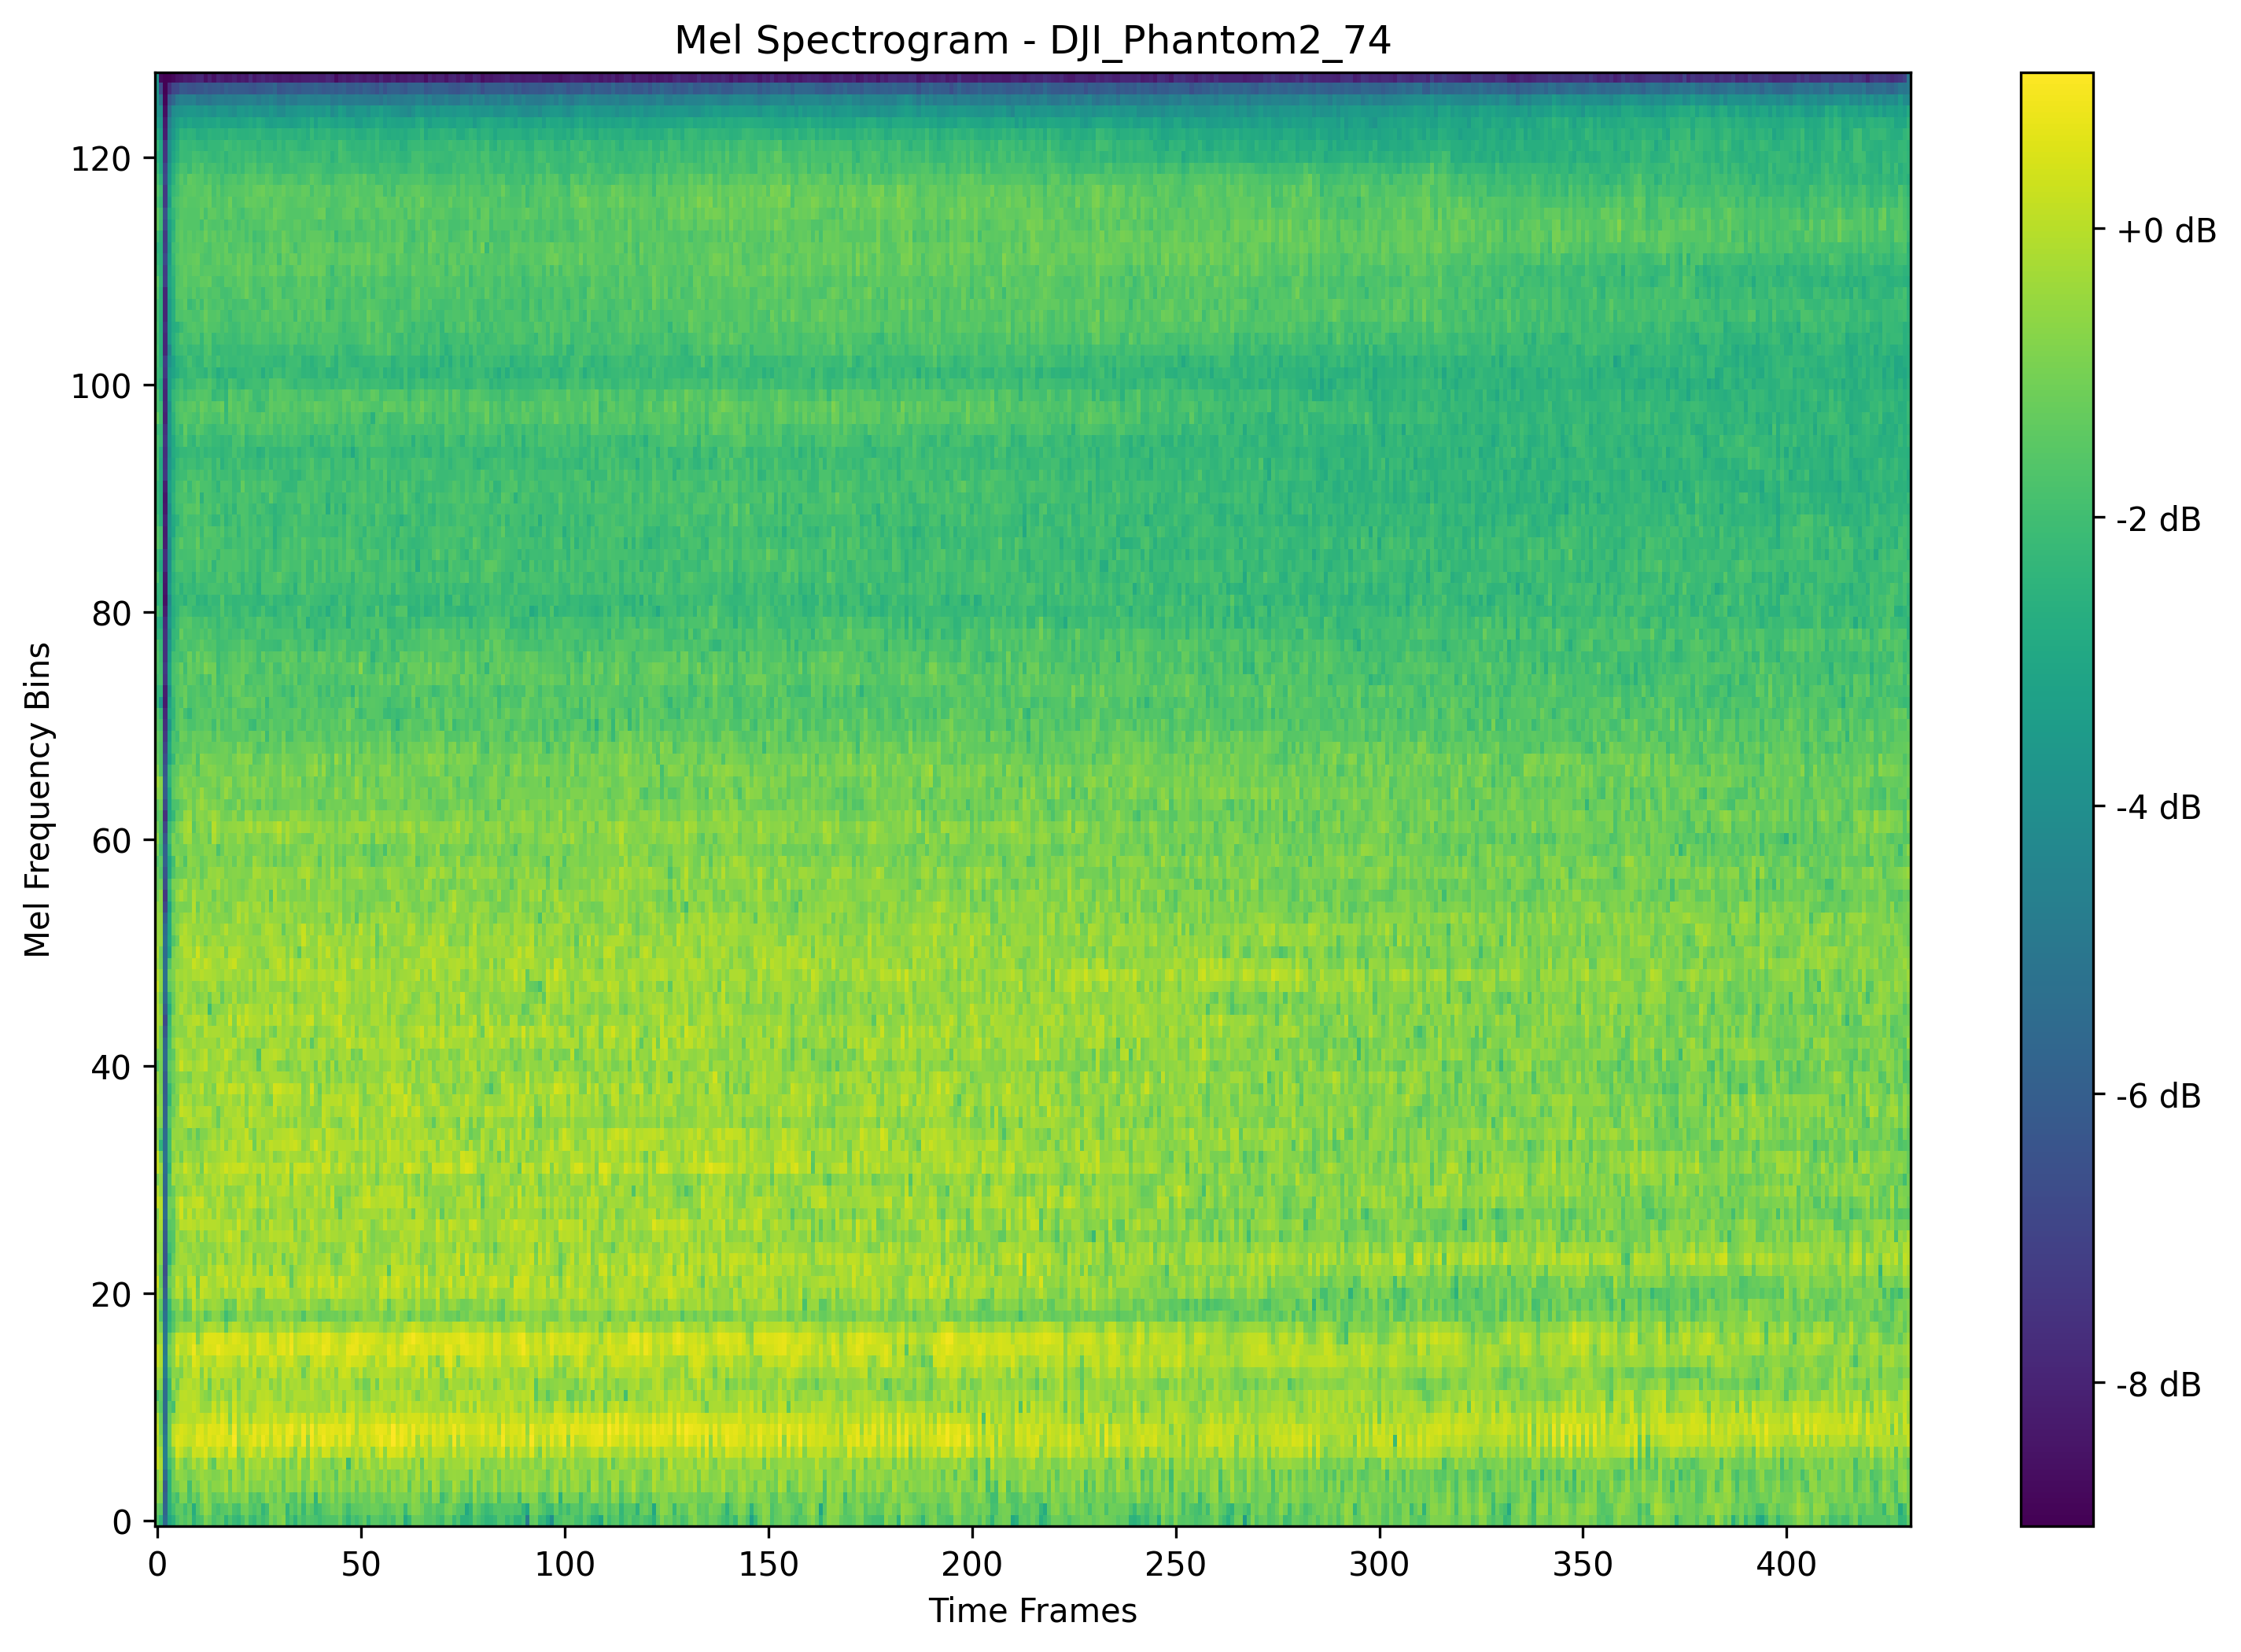 Mel Spectrogram - DJI_Phantom2_74
Mel Frequency Bins
120
100
80
60
40
20
0
0 50 100 150 200 250 300 350 400
Time Frames
+0 dB
-2 dB
-4 dB
-6 dB
-8 dB